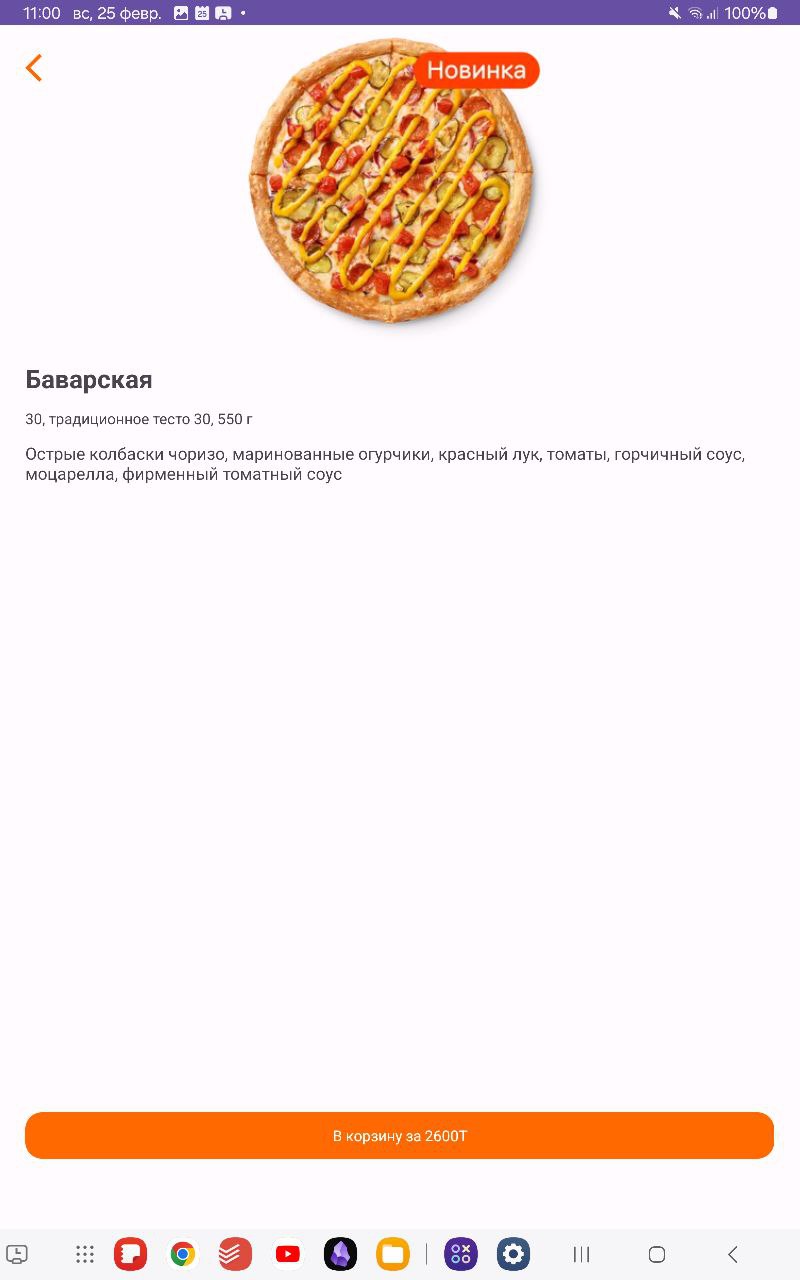 11:00 вс, 25 февр. 25 100%
Новинка
Баварская
30, традиционное тесто 30, 550 г
Острые колбаски чоризо, маринованные огурчики, красный лук, томаты, горчичный соус,
моцарелла, фирменный томатный соус
В корзину за 2600Т